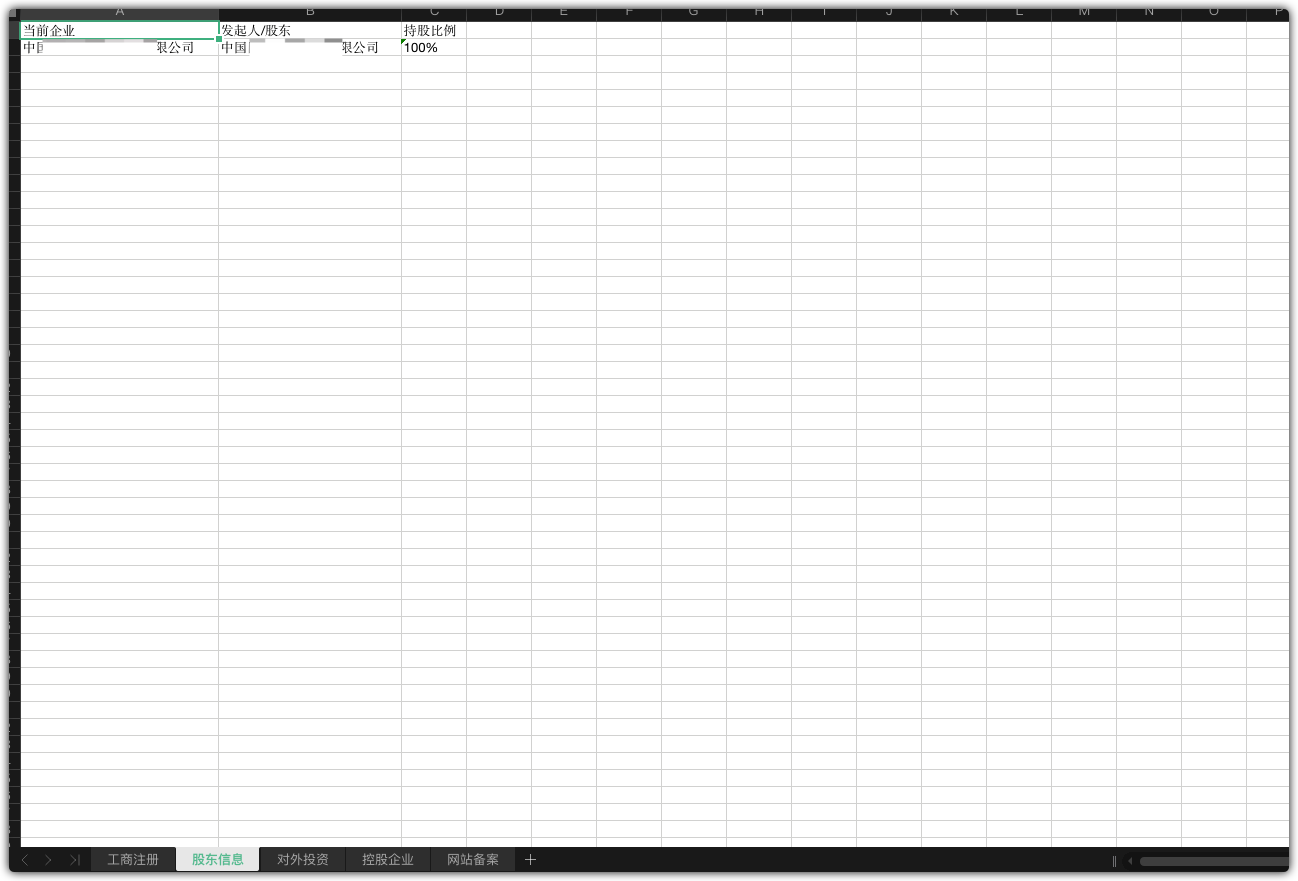 A B C D E F G H I J K L M N O P
当前企业 发起人/股东 持股比例
中国 限公司 中国 限公司 100%
工商注册 股东信息 对外投资 控股企业 网站备案